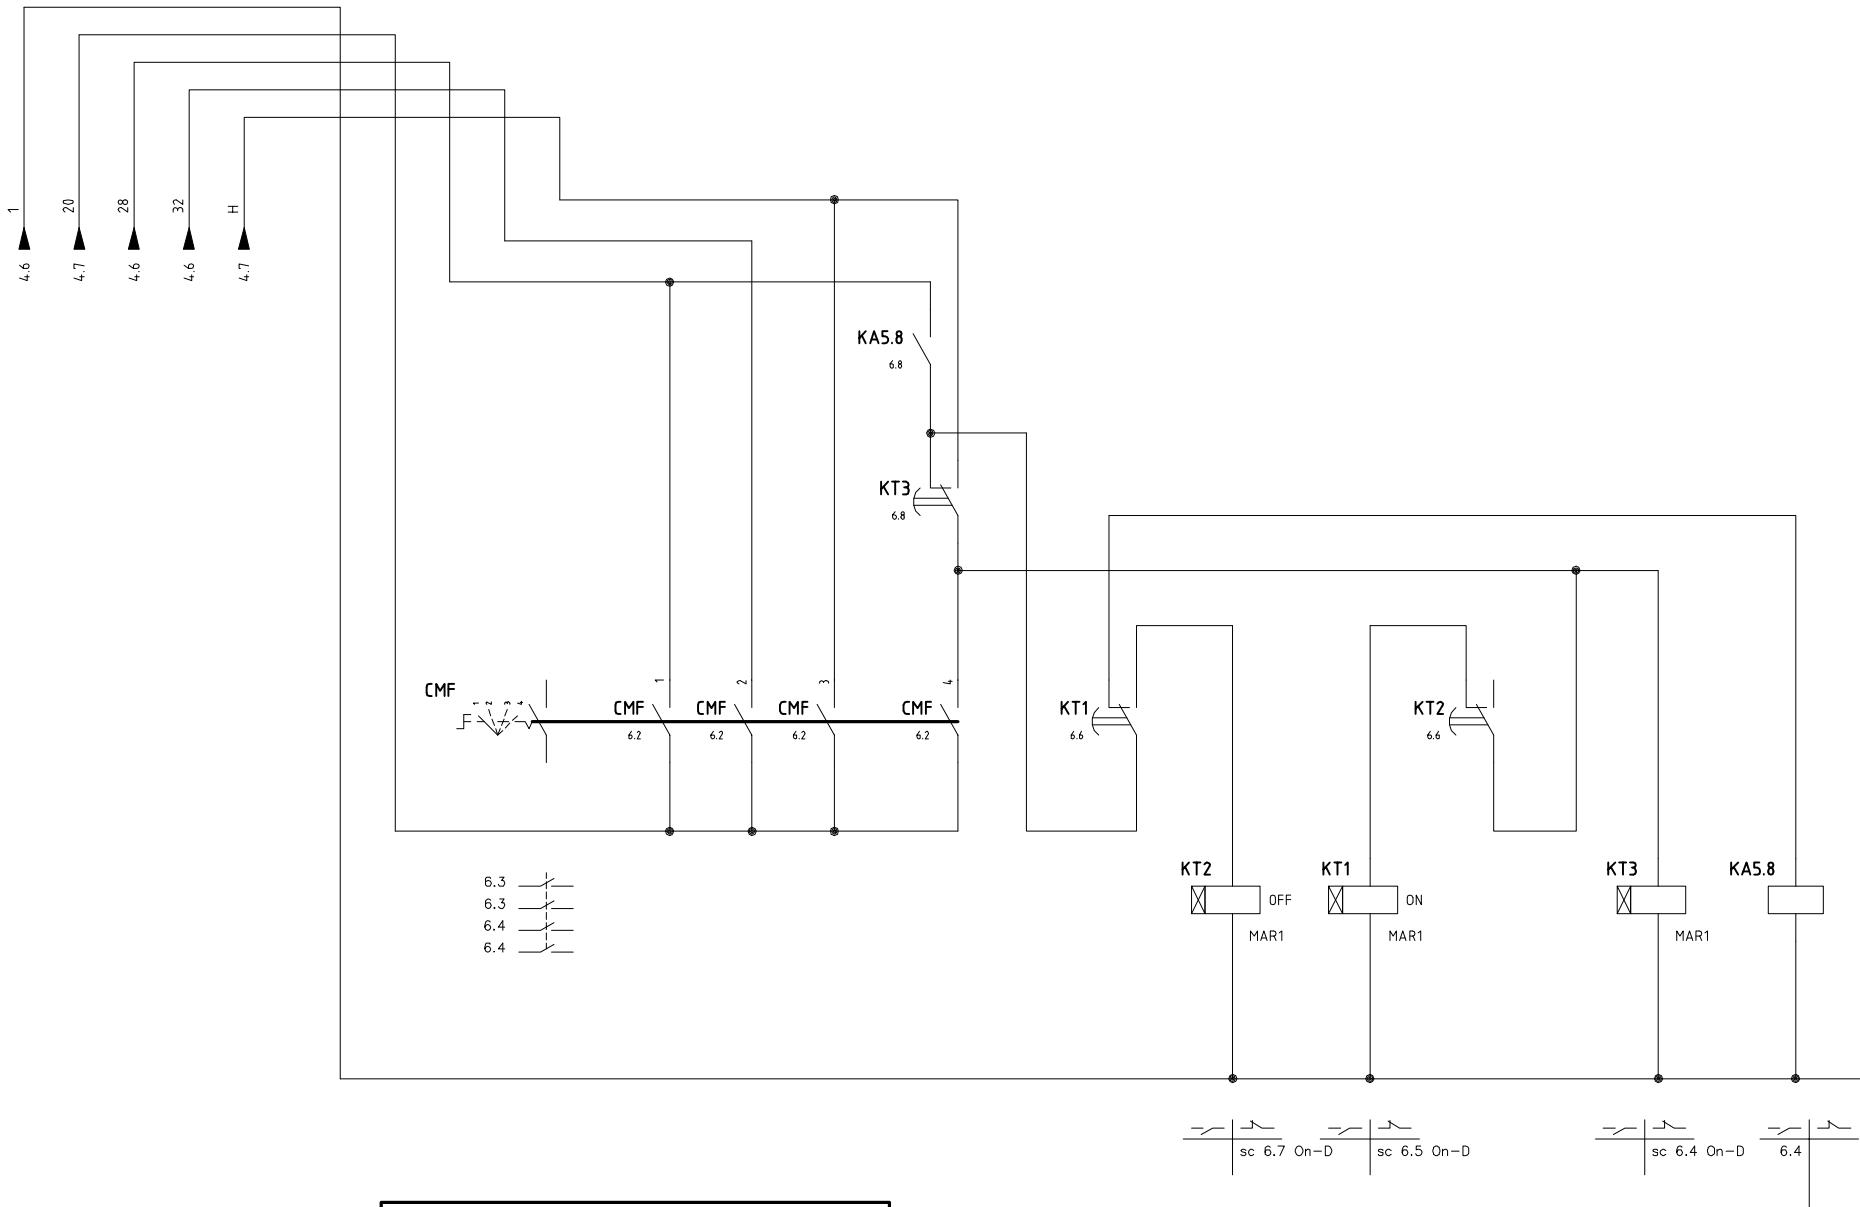 1 20 28 32 H
4.6 4.7 4.6 4.6 4.7
KA5.8
6.8
KT3
6.8
CMF
1 2 3 4
1 2 3 4
CMF CMF CMF CMF
6.2 6.2 6.2 6.2
KT1 KT2
6.6 6.6
6.3
6.3
6.4
6.4
KT2 KT1 KT3 KA5.8
OFF ON
MAR1 MAR1 MAR1
sc 6.7 On-D sc 6.5 On-D sc 6.4 On-D 6.4